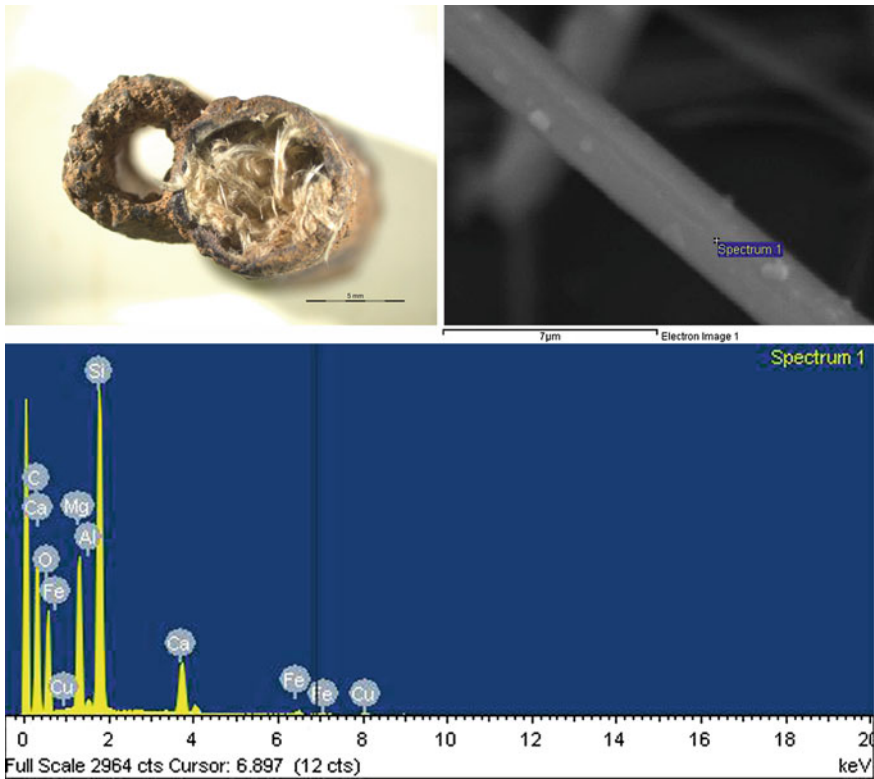 5 mm
Spectrum 1
7µm Electron Image 1
Spectrum 1
Si
C
Ca Mg
Al
O
Fe
Ca
Cu Fe Fe Cu
0 2 4 6 8 10 12 14 16 18 20
Full Scale 2964 cts Cursor: 6.897 (12 cts) keV